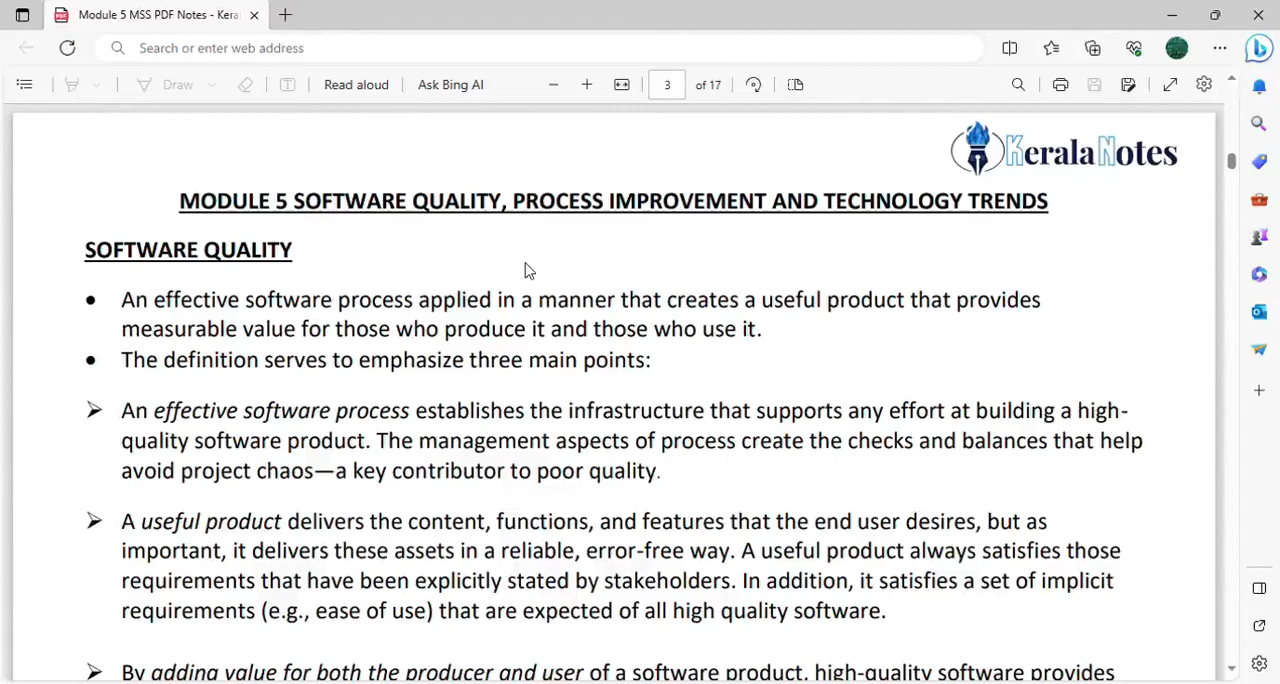 Module 5 MSS PDF Notes - Kera
Search or enter web address
Draw
Read aloud
Ask Bing AI
3 of 17
KeralaNotes
MODULE 5 SOFTWARE QUALITY, PROCESS IMPROVEMENT AND TECHNOLOGY TRENDS
SOFTWARE QUALITY
• An effective software process applied in a manner that creates a useful product that provides
measurable value for those who produce it and those who use it.
• The definition serves to emphasize three main points:
➢ An effective software process establishes the infrastructure that supports any effort at building a high-
quality software product. The management aspects of process create the checks and balances that help
avoid project chaos—a key contributor to poor quality.
➢ A useful product delivers the content, functions, and features that the end user desires, but as
important, it delivers these assets in a reliable, error-free way. A useful product always satisfies those
requirements that have been explicitly stated by stakeholders. In addition, it satisfies a set of implicit
requirements (e.g., ease of use) that are expected of all high quality software.
➢ By adding value for both the producer and user of a software product, high-quality software provides